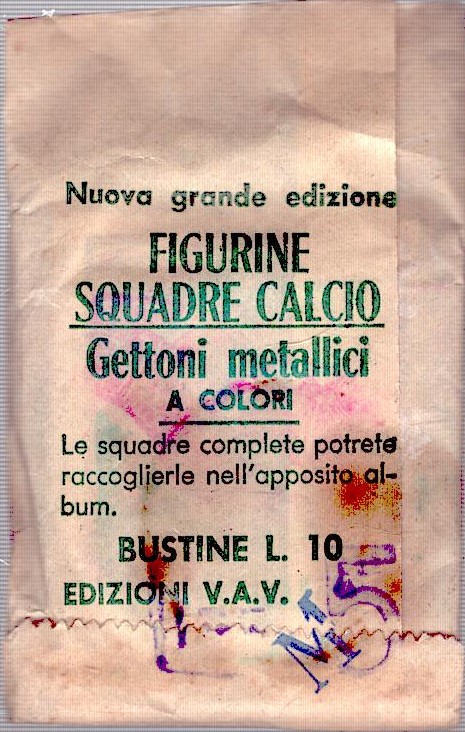 Nuova grande edizione
FIGURINE
SQUADRE CALCIO
Gettoni metallici
A COLORI
Le squadre complete potrete
raccoglierle nell'apposito al-
bum.
BUSTINE L. 10
EDIZIONI V.A.V.